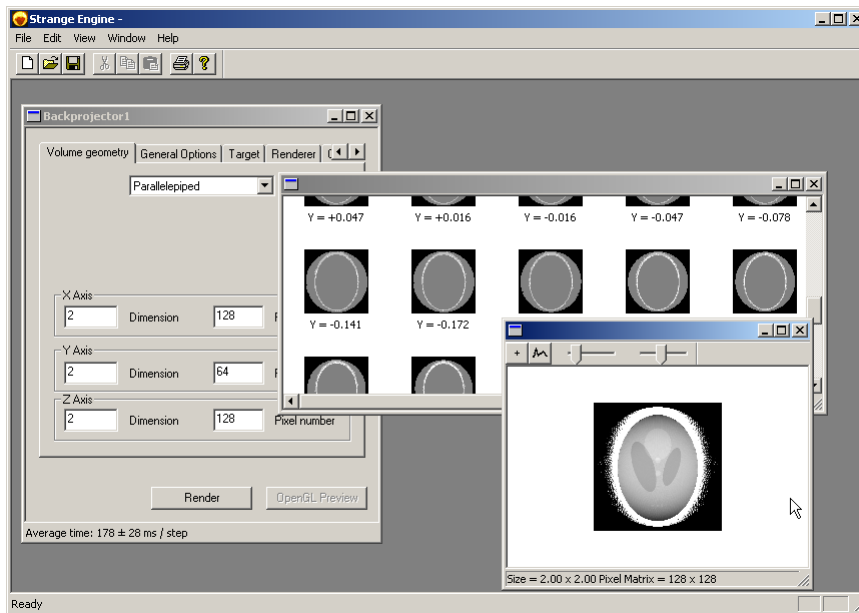 Strange Engine -
File Edit View Window Help
Backprojector1
Volume geometry General Options Target Renderer
Parallelepiped
Y = +0.047 Y = +0.016 Y = -0.016 Y = -0.047 Y = -0.078
X Axis
2 Dimension 128
Y = -0.141 Y = -0.172
Y Axis
2 Dimension 64
Z Axis
2 Dimension 128 Pixel number
Render OpenGL Preview
Average time: 178 ± 28 ms / step
Size = 2.00 x 2.00 Pixel Matrix = 128 x 128
Ready